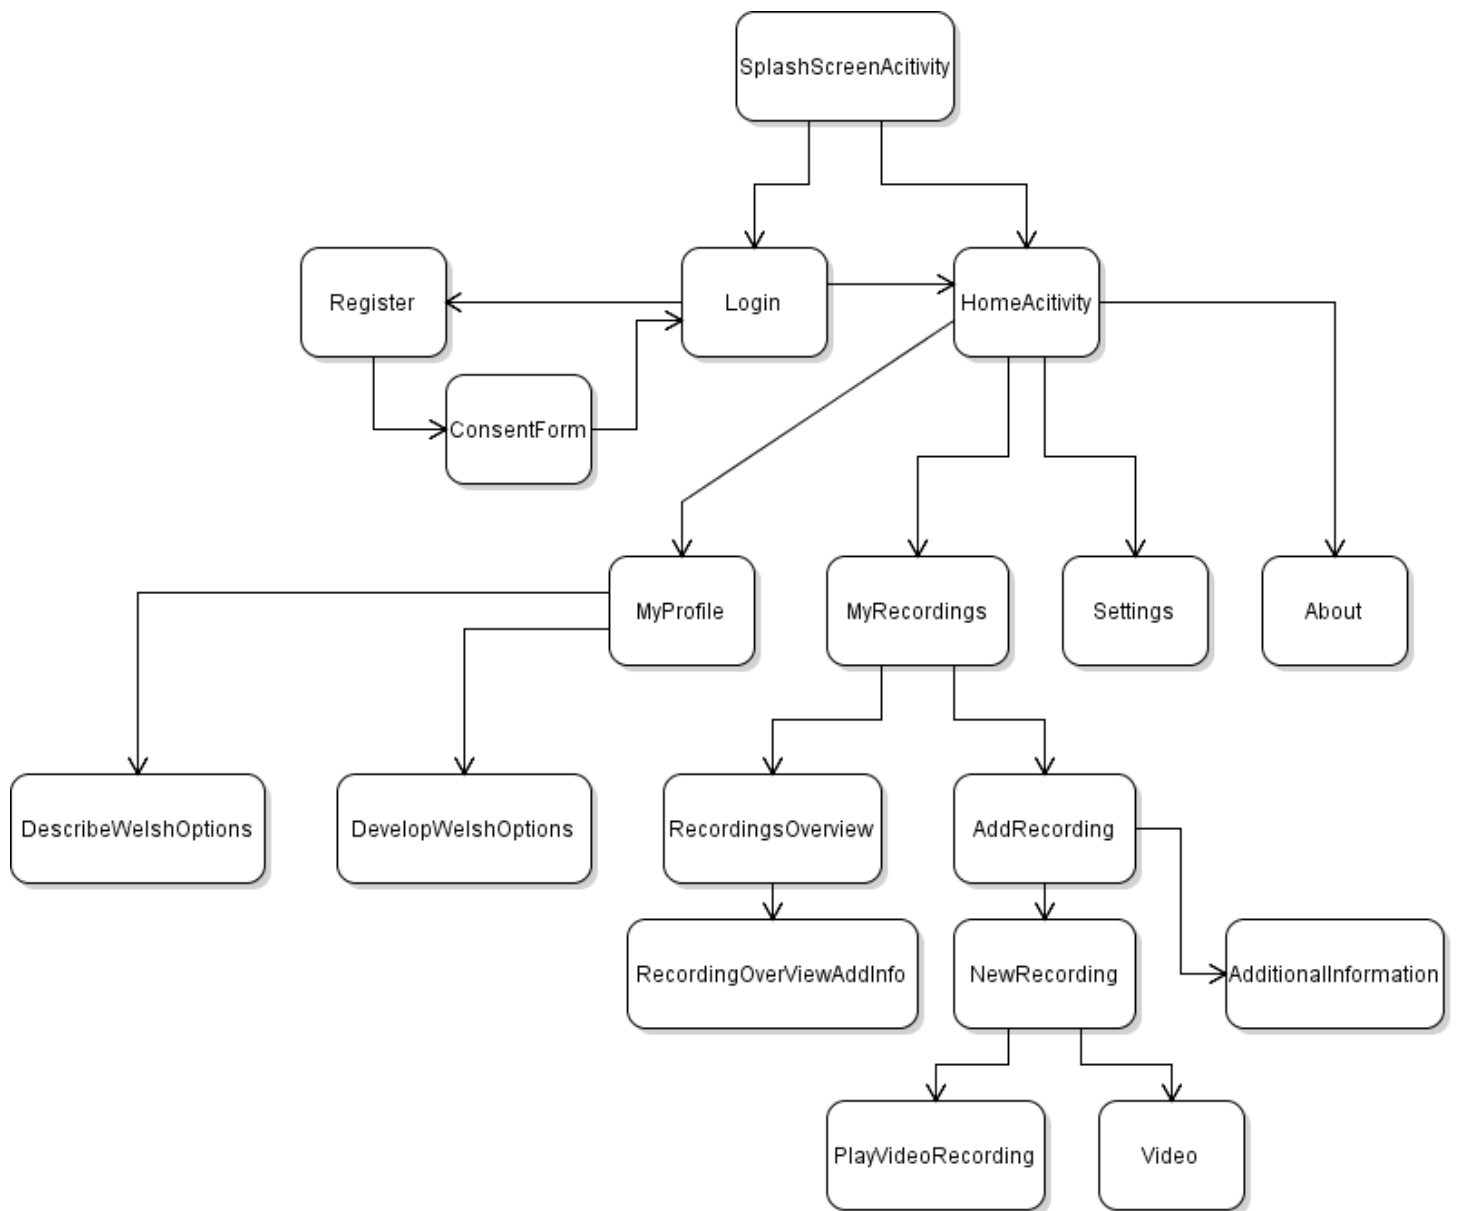 SplashScreenAcitivity
Register
Login
HomeAcitivity
ConsentForm
MyProfile
MyRecordings
Settings
About
DescribeWelshOptions
DevelopWelshOptions
RecordingsOverview
AddRecording
RecordingOverViewAddInfo
NewRecording
AdditionalInformation
PlayVideoRecording
Video